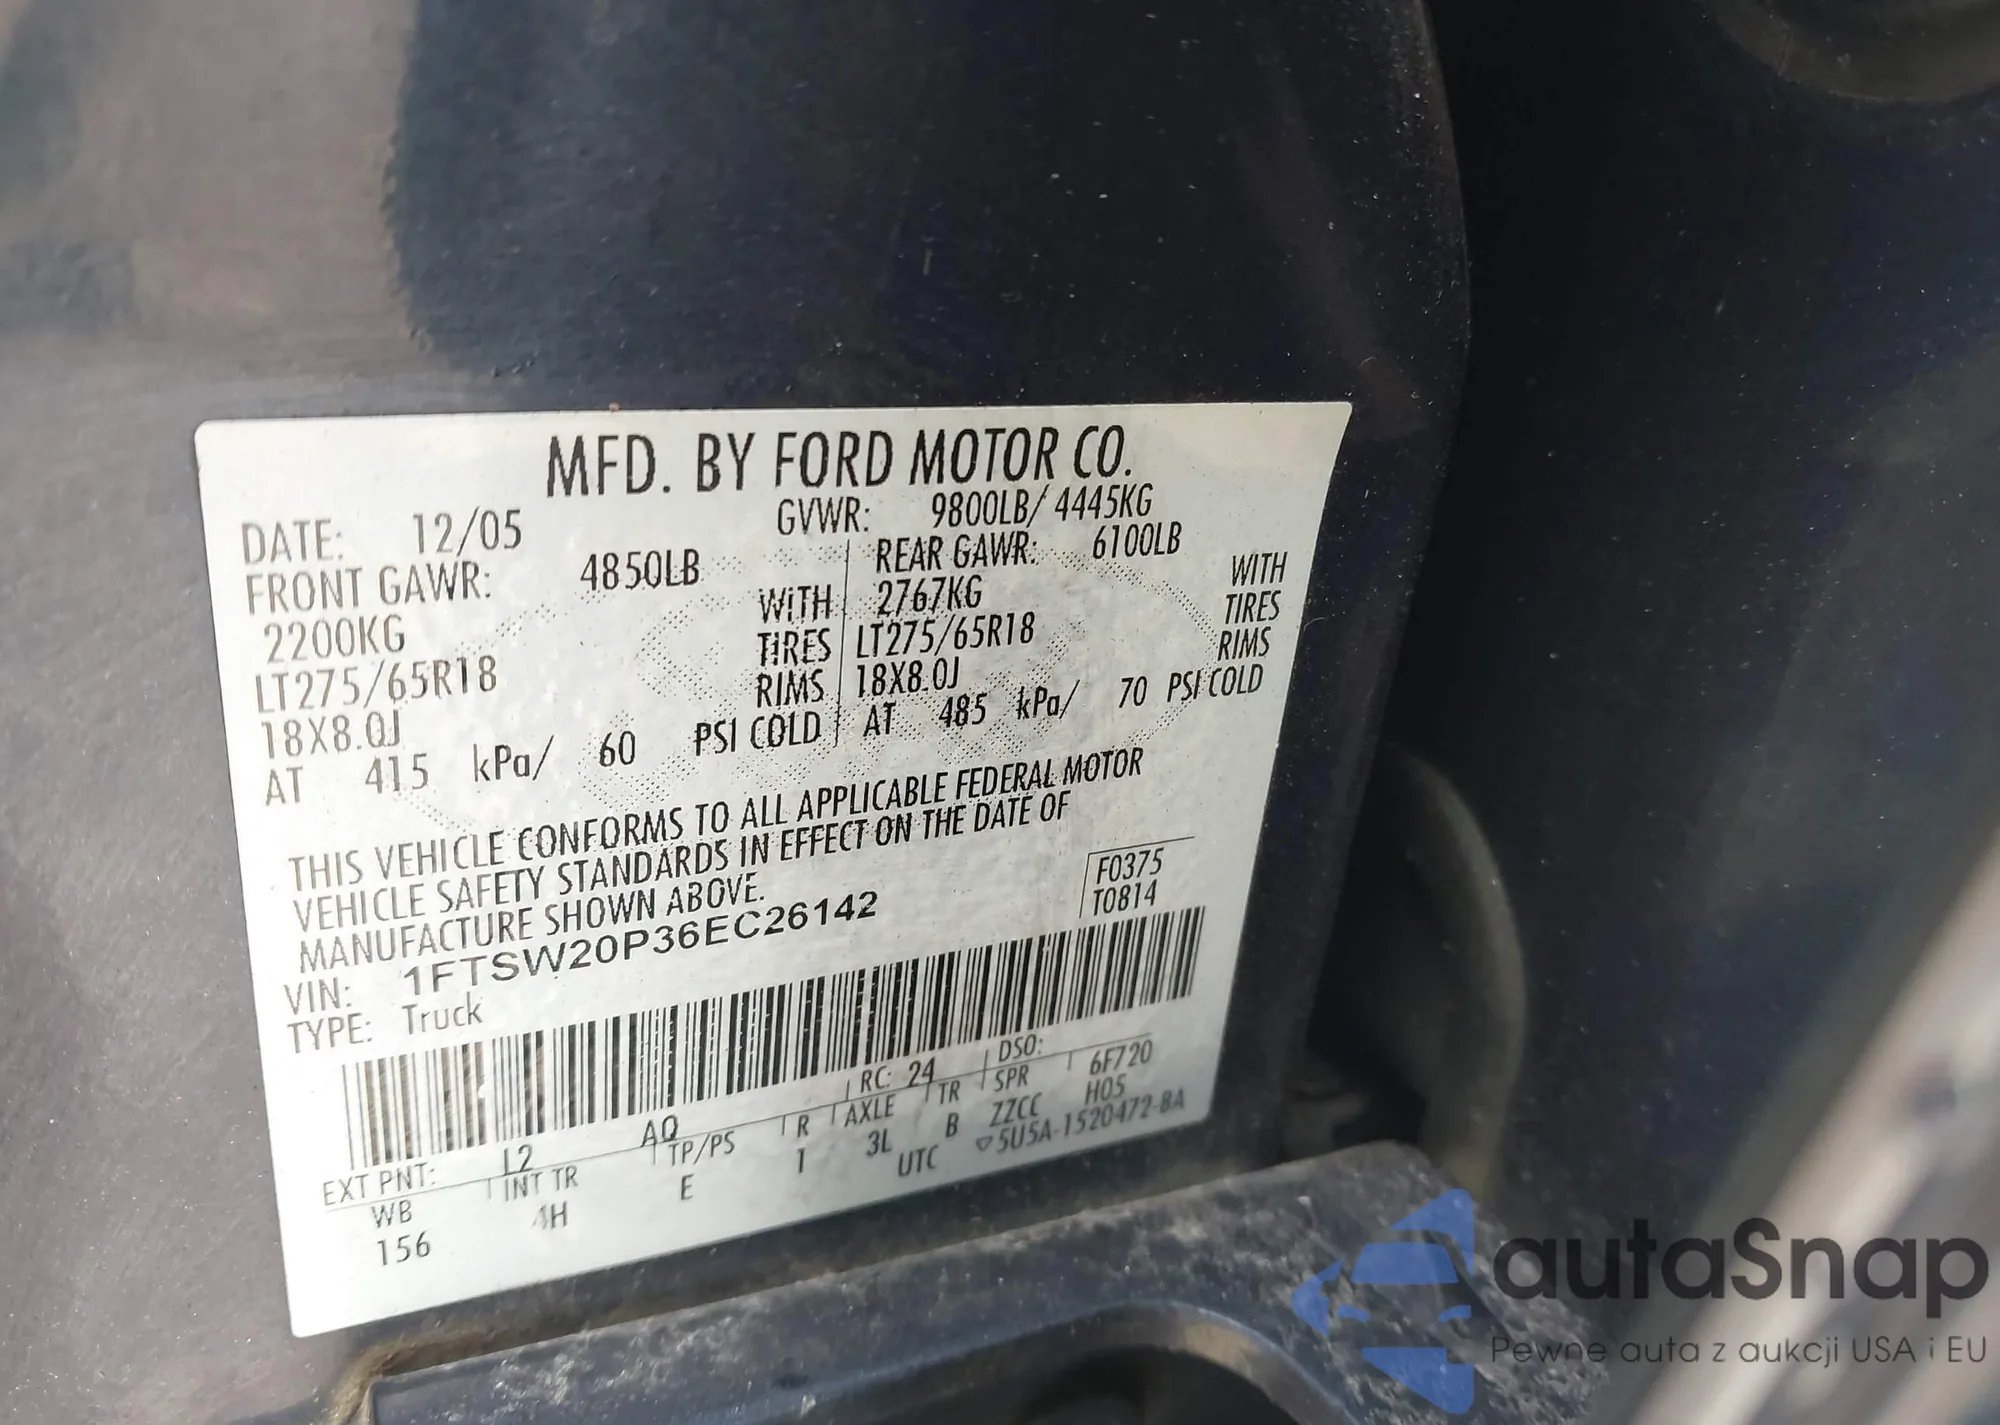 MFD. BY FORD MOTOR CO.
DATE: 12/05 GVWR: 9800LB/ 4445KG
FRONT GAWR: 4850LB REAR GAWR: 6100LB
2200KG WITH 2767KG WITH
LT275/65R18 TIRES LT275/65R18 TIRES
18X8.0J RIMS 18X8.0J RIMS
AT 415 kPa/ 60 PSI COLD AT 485 kPa/ 70 PSI COLD
THIS VEHICLE CONFORMS TO ALL APPLICABLE FEDERAL MOTOR
VEHICLE SAFETY STANDARDS IN EFFECT ON THE DATE OF
MANUFACTURE SHOWN ABOVE.
F0375
T0814
VIN: 1FTSW20P36EC26142
TYPE: Truck
EXT PNT: L2 AQ RC: 24 DSO: 6F720
WB INT TR TP/PS R AXLE TR SPR H05
156 4H E 1 3L B ZZCC
UTC ▽5U5A-1520472-BA
autaSnap
Pewne auta z aukcji USA i EU